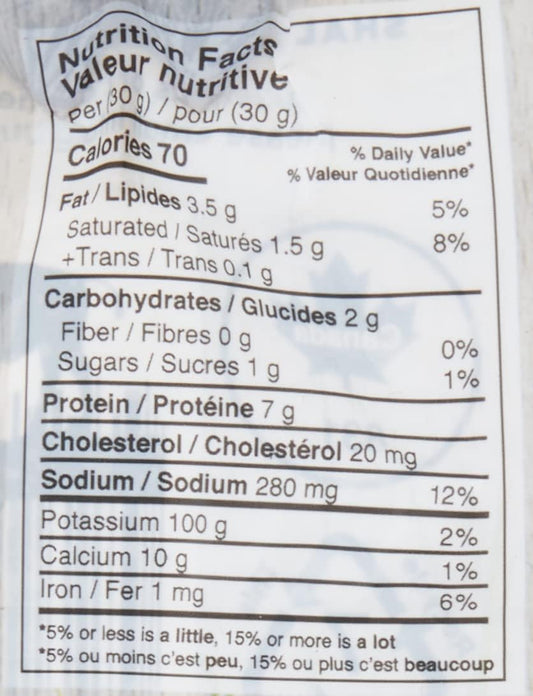 Nutrition Facts
Valeur nutritive
Per (30 g) / pour (30 g)
Calories 70
% Daily Value*
% Valeur Quotidienne*
Fat / Lipides 3.5 g 5%
Saturated / Saturés 1.5 g 8%
+Trans / Trans 0.1 g
Carbohydrates / Glucides 2 g
Fiber / Fibres 0 g 0%
Sugars / Sucres 1 g 1%
Protein / Protéine 7 g
Cholesterol / Cholestérol 20 mg
Sodium / Sodium 280 mg 12%
Potassium 100 g 2%
Calcium 10 g 1%
Iron / Fer 1 mg 6%
*5% or less is a little, 15% or more is a lot
*5% ou moins c'est peu, 15% ou plus c'est beaucoup